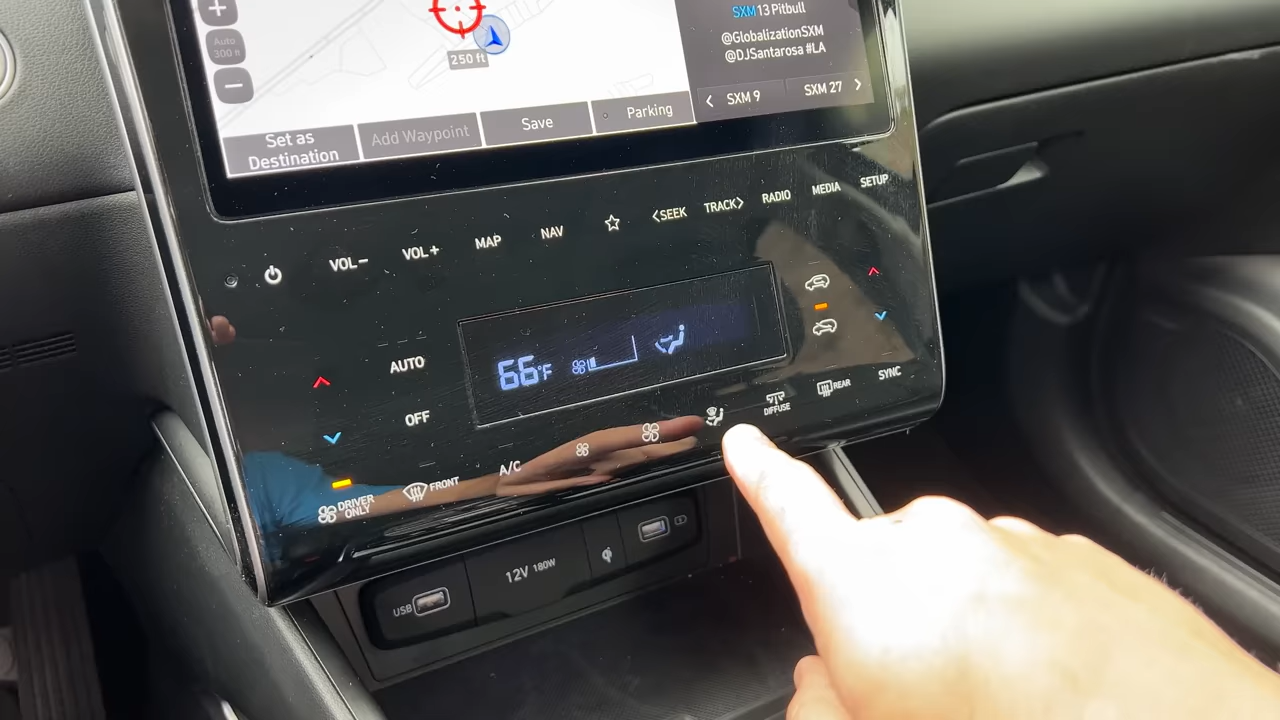 +
Auto
300 ft
−
250 ft
SXM 13 Pitbull
@GlobalizationSXM
@DJSantarosa #LA
< SXM 9
SXM 27 >
Set as
Destination
Add Waypoint
Save
Parking
VOL−
VOL+
MAP
NAV
☆
<SEEK
TRACK>
RADIO
MEDIA
SETUP
AUTO
OFF
66°F
DRIVER
ONLY
FRONT
A/C
DIFFUSE
REAR
SYNC
USB
12V 180W